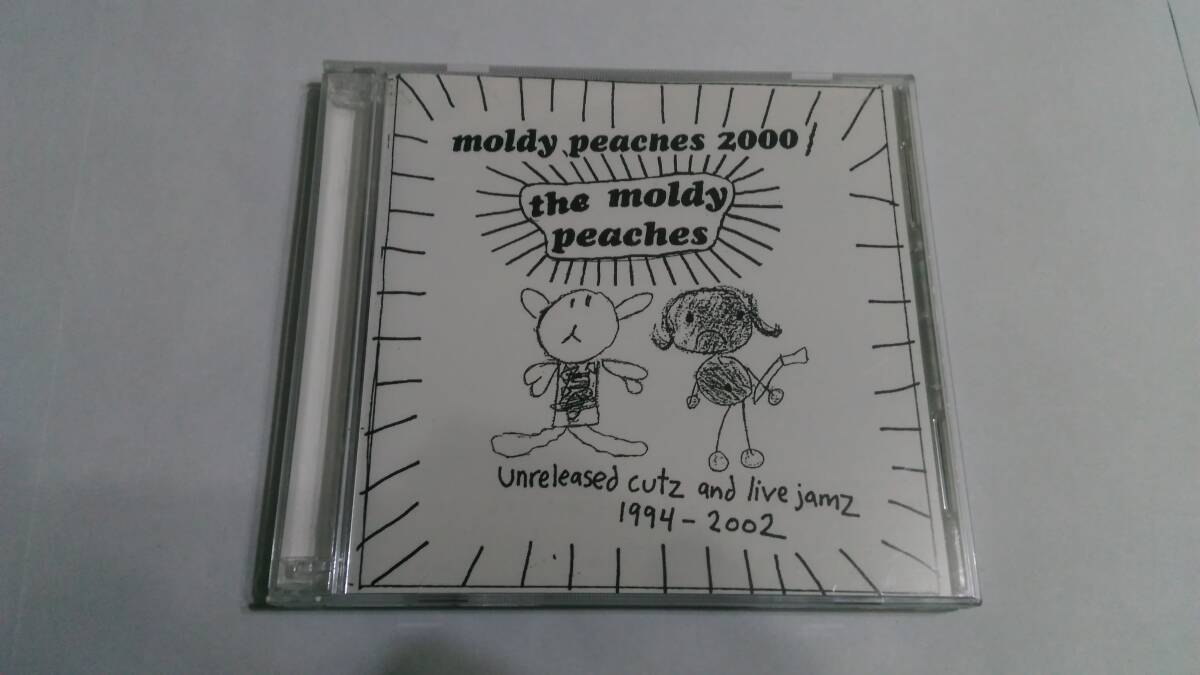 moldy peaches 2000/
the moldy
peaches
unreleased cutz and live jamz
1994-2002